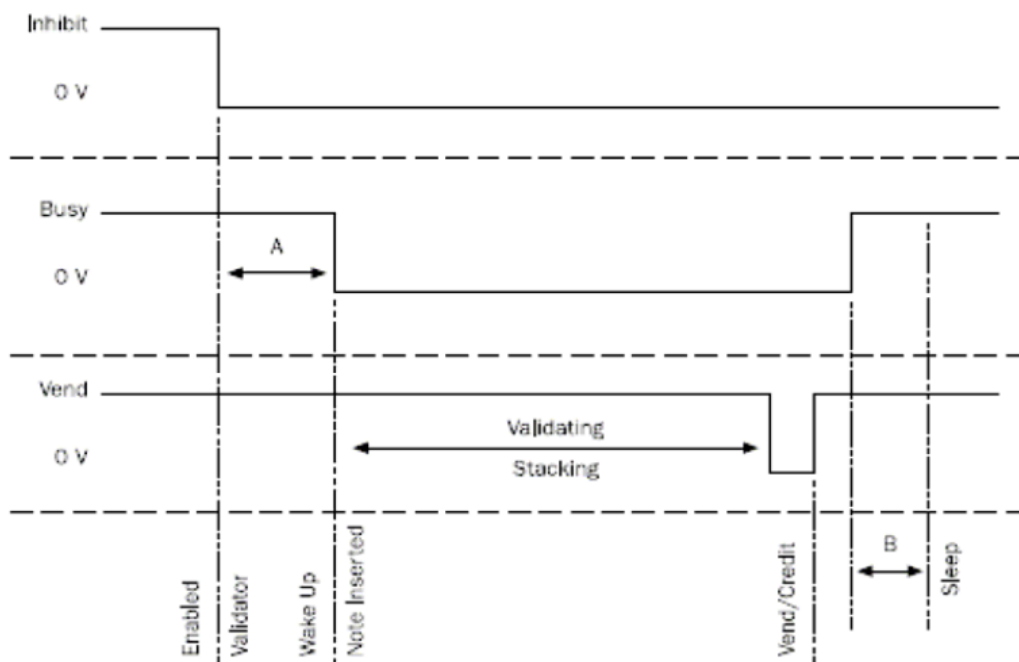 Inhibit
0 V
Busy
A
0 V
Vend
Validating
0 V
Stacking
Enabled
Validator
Wake Up
Note Inserted
Vend/Credit
B
Sleep